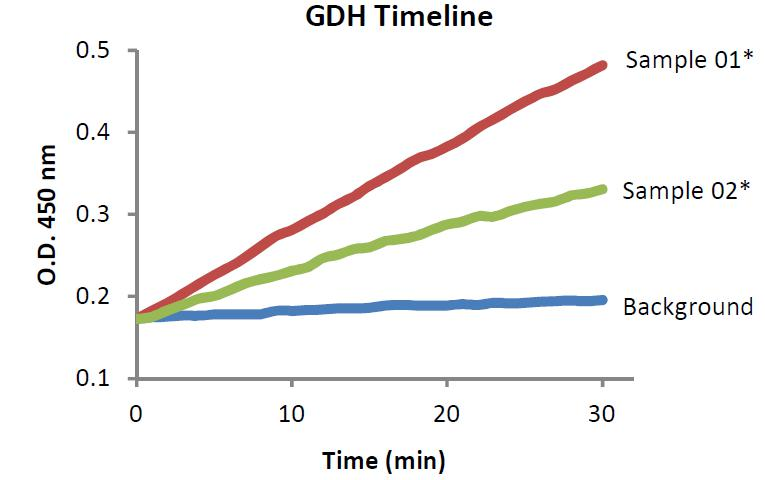 GDH Timeline
0.5
0.4
0.3
0.2
0.1
O.D. 450 nm
Sample 01*
Sample 02*
Background
0 10 20 30
Time (min)